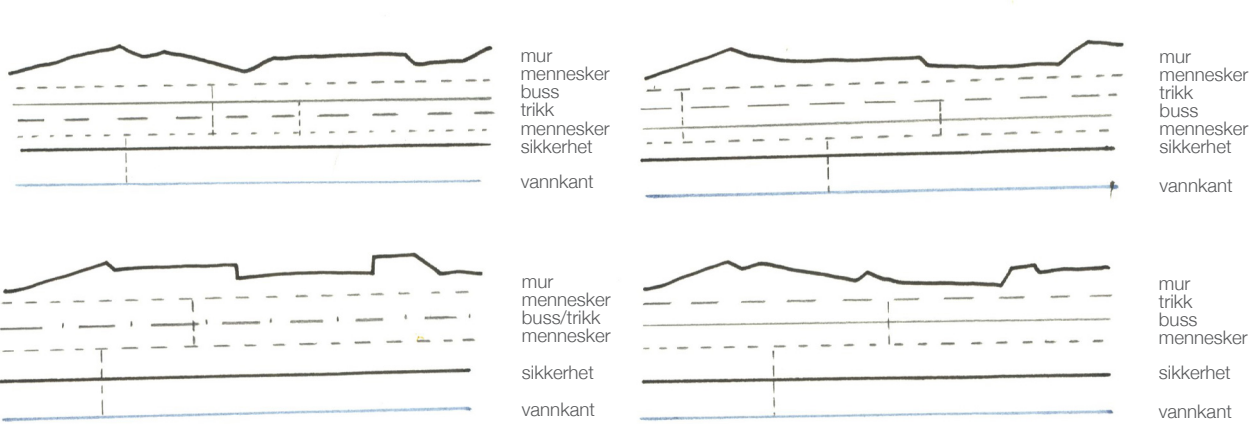 mur
mennesker
buss
trikk
mennesker
sikkerhet
vannkant
mur
mennesker
trikk
buss
mennesker
sikkerhet
vannkant
mur
mennesker
buss/trikk
mennesker
sikkerhet
vannkant
mur
trikk
buss
mennesker
sikkerhet
vannkant